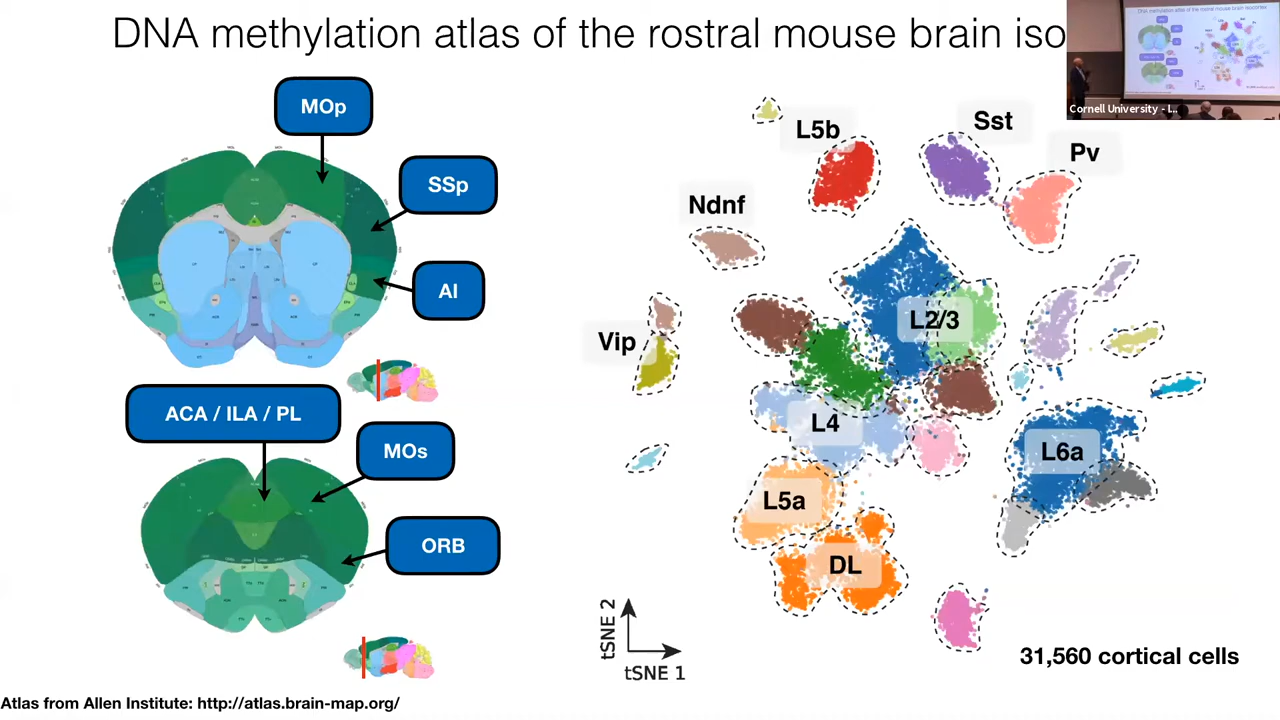 DNA methylation atlas of the rostral mouse brain iso
Cornell University - I...
MOp
SSp
AI
ACA / ILA / PL
MOs
ORB
L5b
Sst
Pv
Ndnf
L2/3
Vip
L4
L6a
L5a
DL
tSNE 2
tSNE 1
31,560 cortical cells
Atlas from Allen Institute: http://atlas.brain-map.org/